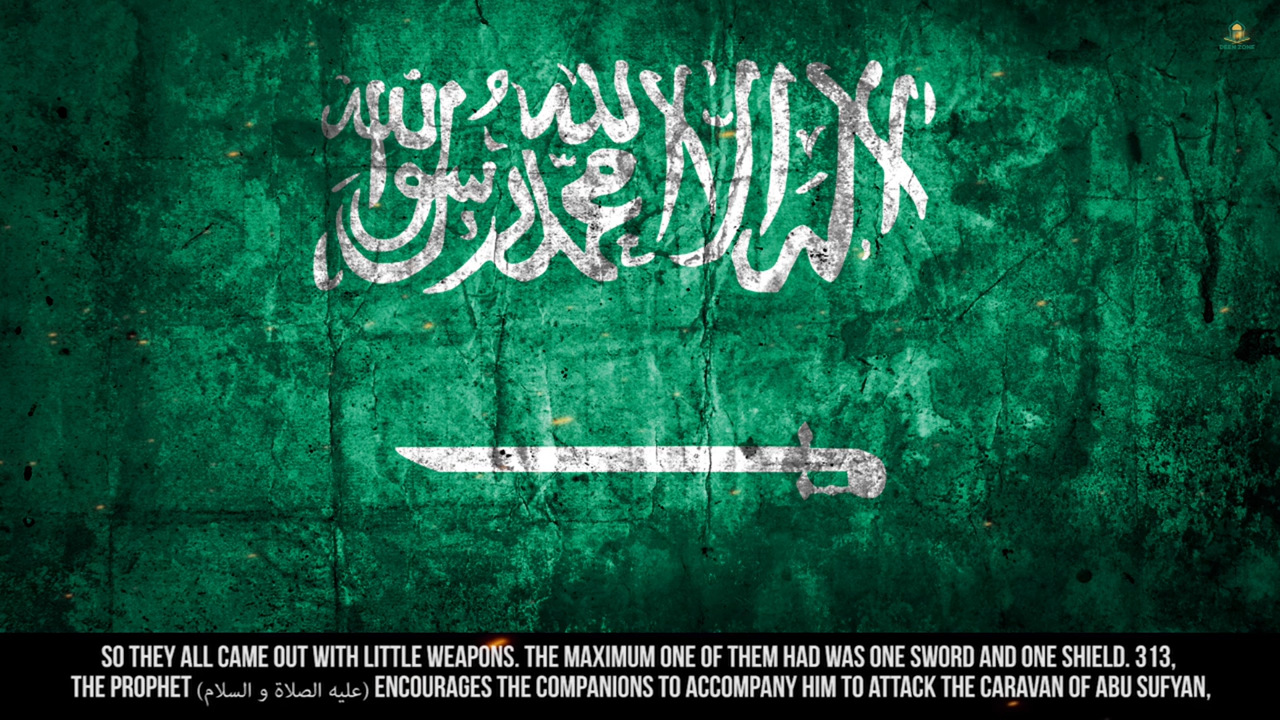 DEEN ZONE
لا إله إلا الله محمد رسول الله
SO THEY ALL CAME OUT WITH LITTLE WEAPONS. THE MAXIMUM ONE OF THEM HAD WAS ONE SWORD AND ONE SHIELD. 313,
THE PROPHET (عليه الصلاة و السلام) ENCOURAGES THE COMPANIONS TO ACCOMPANY HIM TO ATTACK THE CARAVAN OF ABU SUFYAN,